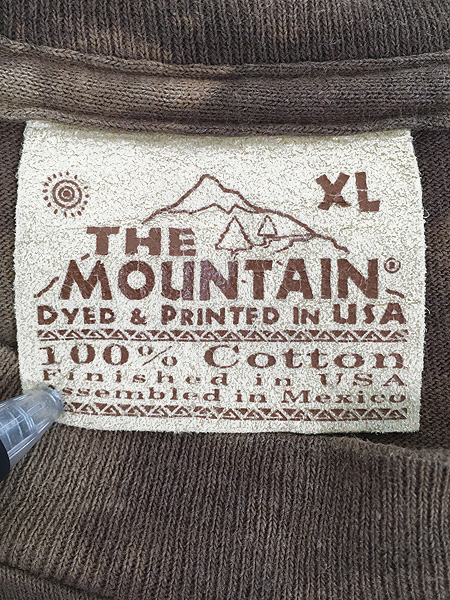 XL
THE
MOUNTAIN®
DYED & PRINTED IN USA
100% Cotton
Finished in USA
Assembled in Mexico